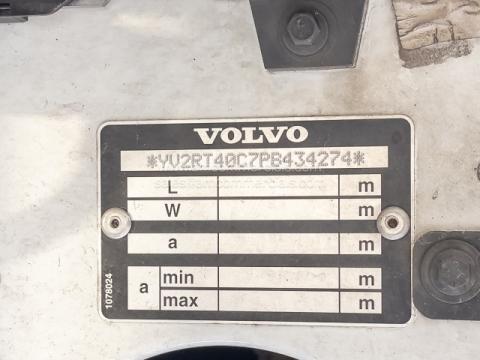 VOLVO
*YV2RT40C7PB434274*
L m
W m
a m
a min m
max m
1078024